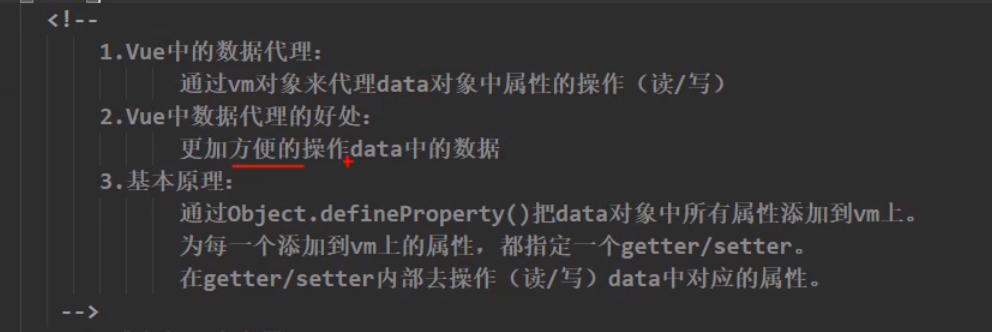 <!--
1.Vue中的数据代理：
通过vm对象来代理data对象中属性的操作（读/写）
2.Vue中数据代理的好处：
更加方便的操作data中的数据
3.基本原理：
通过Object.defineProperty()把data对象中所有属性添加到vm上。
为每一个添加到vm上的属性，都指定一个getter/setter。
在getter/setter内部去操作（读/写）data中对应的属性。
-->